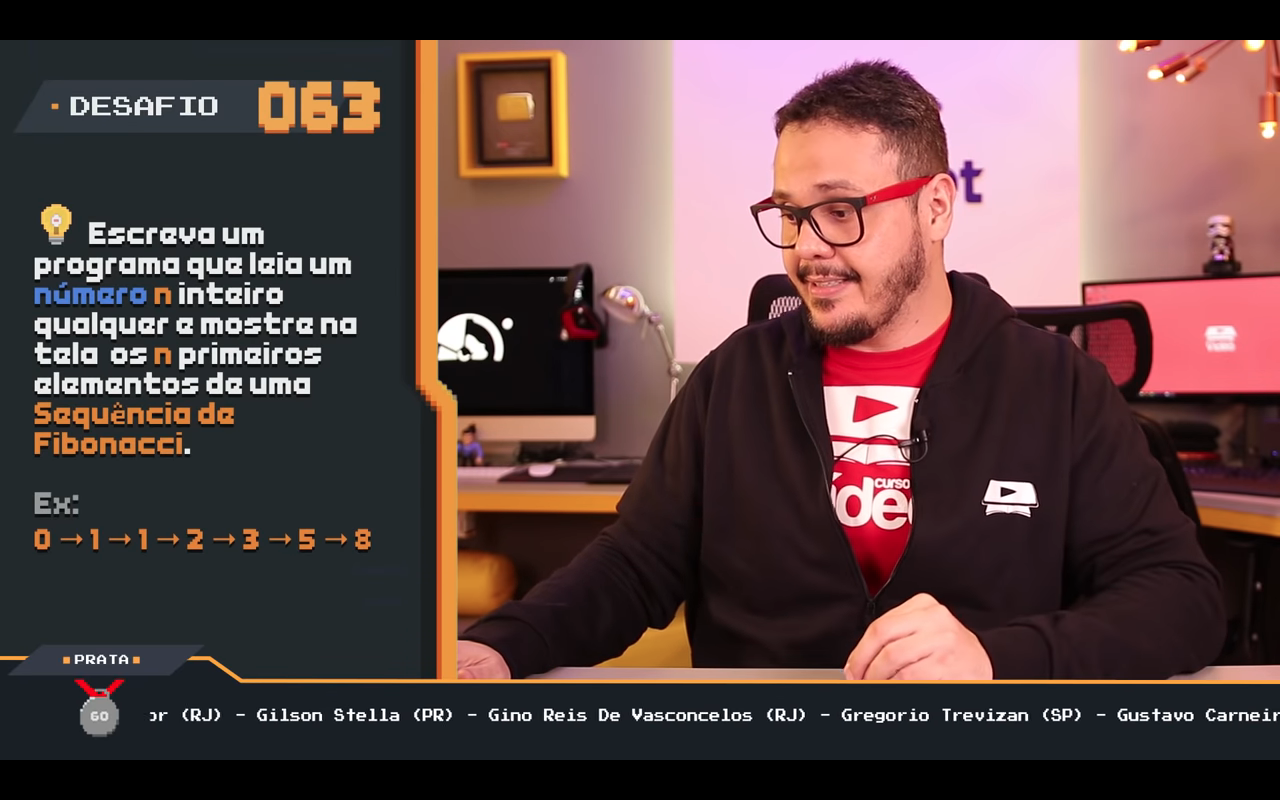 DESAFIO 063
Escreva um
programa que leia um
número n inteiro
qualquer e mostre na
tela os n primeiros
elementos de uma
Sequência de
Fibonacci.
Ex:
0 → 1 → 1 → 2 → 3 → 5 → 8
curso
PRATA
60
(RJ) - Gilson Stella (PR) - Gino Reis De Vasconcelos (RJ) - Gregorio Trevizan (SP) - Gustavo